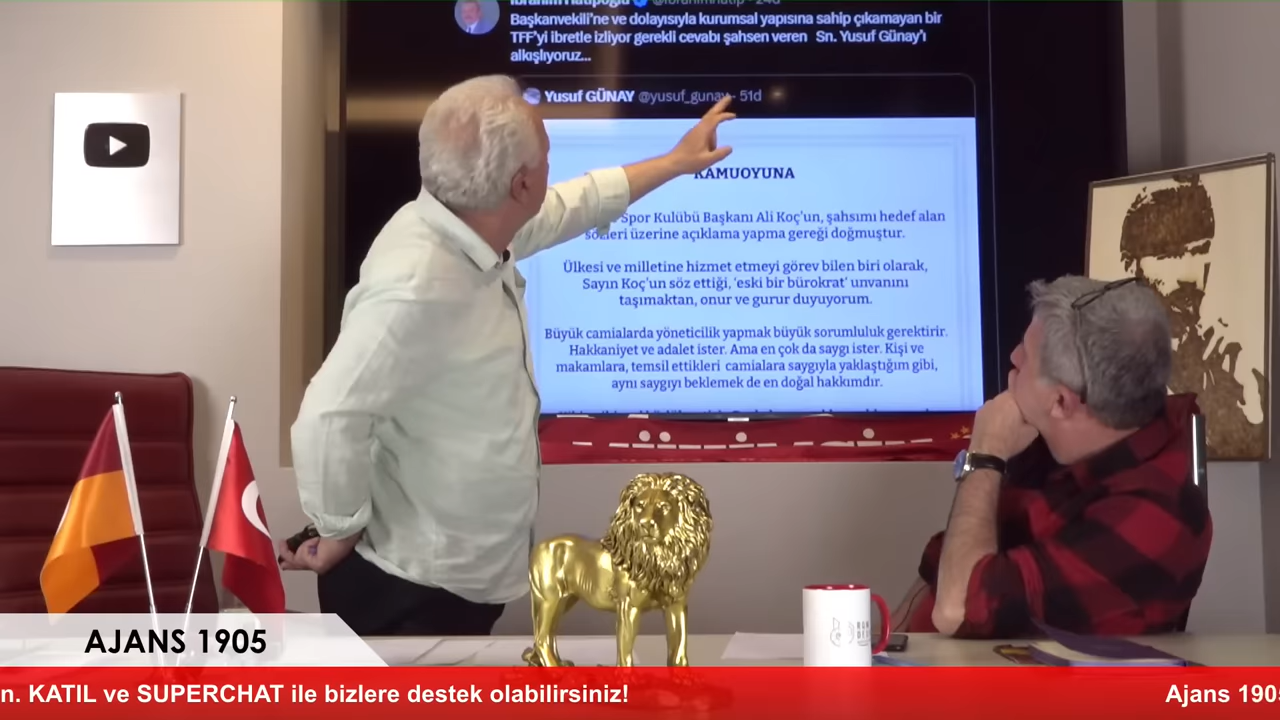 İbrahim Hatipoğlu @ibrahimhatip · 24d
Başkanvekili'ne ve dolayısıyla kurumsal yapısına sahip çıkamayan bir
TFF'yi ibretle izliyor gerekli cevabı şahsen veren Sn. Yusuf Günay'ı
alkışlıyoruz...
Yusuf GÜNAY @yusuf_gunay · 51d
KAMUOYUNA
Spor Kulübü Başkanı Ali Koç'un, şahsımı hedef alan
sözleri üzerine açıklama yapma gereği doğmuştur.
Ülkesi ve milletine hizmet etmeyi görev bilen biri olarak,
Sayın Koç'un söz ettiği, 'eski bir bürokrat' unvanını
taşımaktan, onur ve gurur duyuyorum.
Büyük camialarda yöneticilik yapmak büyük sorumluluk gerektirir.
Hakkaniyet ve adalet ister. Ama en çok da saygı ister. Kişi ve
makamlara, temsil ettikleri camialara saygıyla yaklaştığım gibi,
aynı saygıyı beklemek de en doğal hakkımdır.
AJANS 1905
n. KATIL ve SUPERCHAT ile bizlere destek olabilirsiniz!
Ajans 190